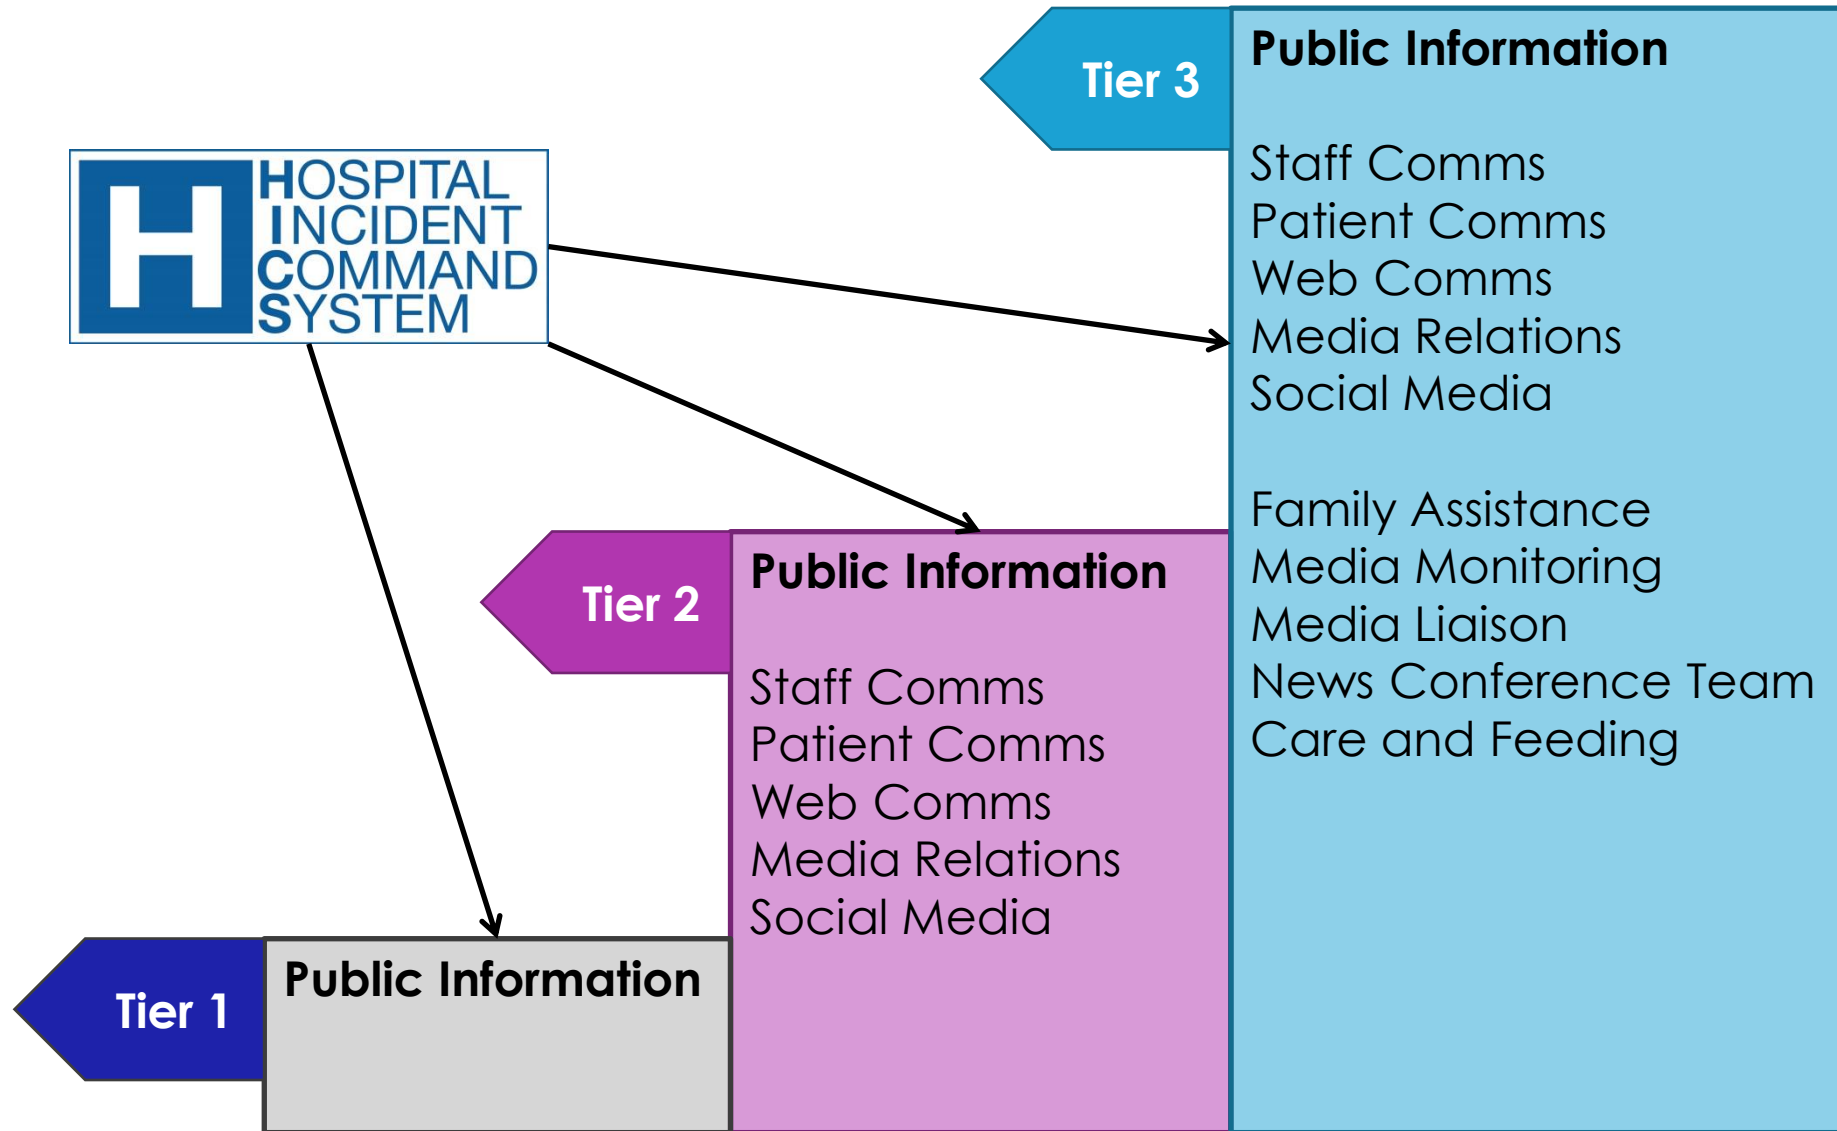 HOSPITAL
INCIDENT
COMMAND
SYSTEM
H
Tier 1
Public Information
Tier 2
Public Information
Staff Comms
Patient Comms
Web Comms
Media Relations
Social Media
Tier 3
Public Information
Staff Comms
Patient Comms
Web Comms
Media Relations
Social Media
Family Assistance
Media Monitoring
Media Liaison
News Conference Team
Care and Feeding